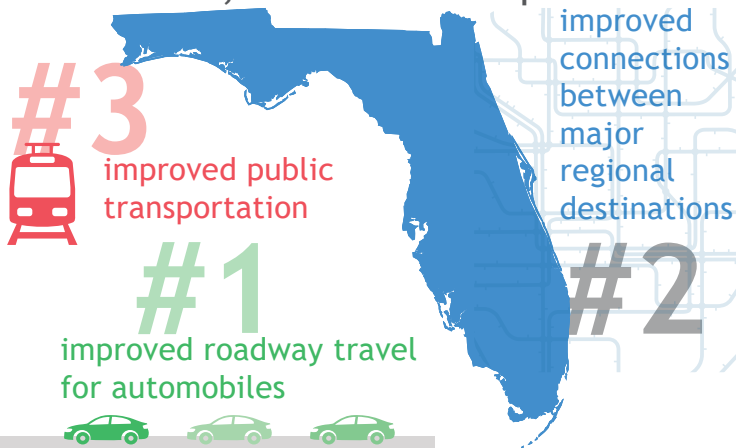 #3
improved public
transportation
#1
improved roadway travel
for automobiles
improved
connections
between
major
regional
destinations
#2